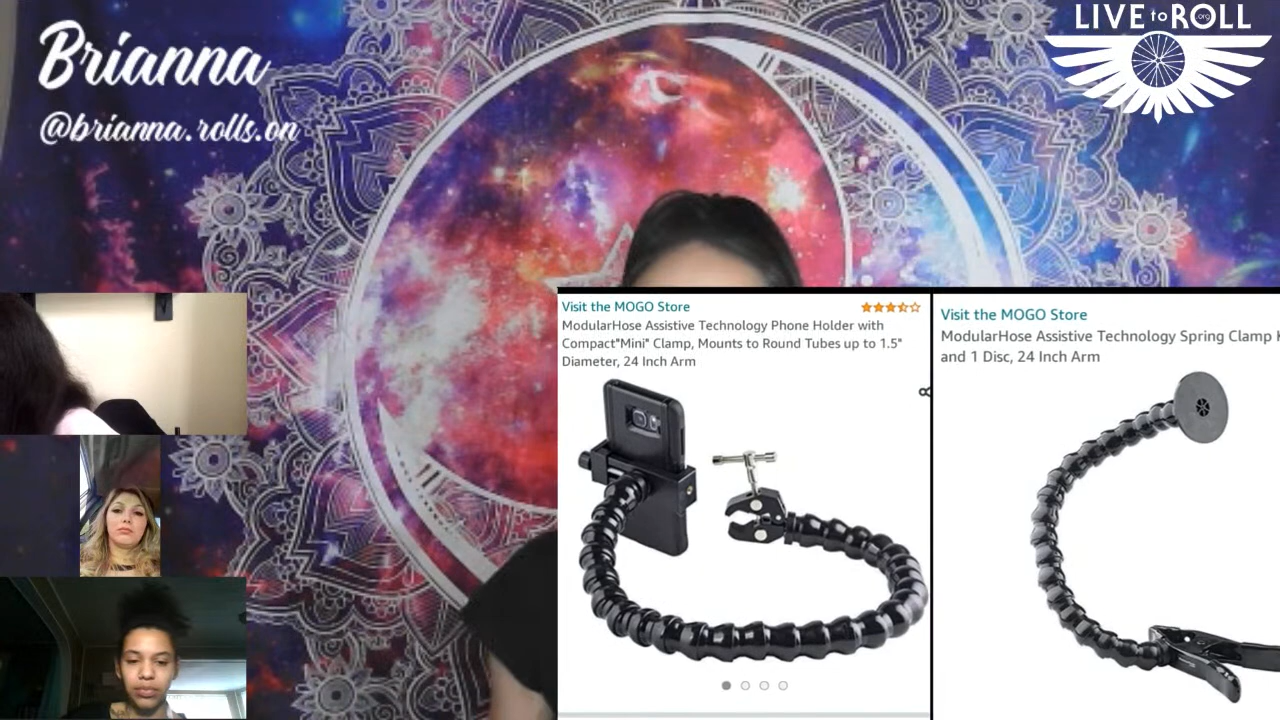 Brianna
@brianna.rolls.on
LIVE to ROLL
.org
Visit the MOGO Store
ModularHose Assistive Technology Phone Holder with
Compact"Mini" Clamp, Mounts to Round Tubes up to 1.5"
Diameter, 24 Inch Arm
Visit the MOGO Store
ModularHose Assistive Technology Spring Clamp
and 1 Disc, 24 Inch Arm